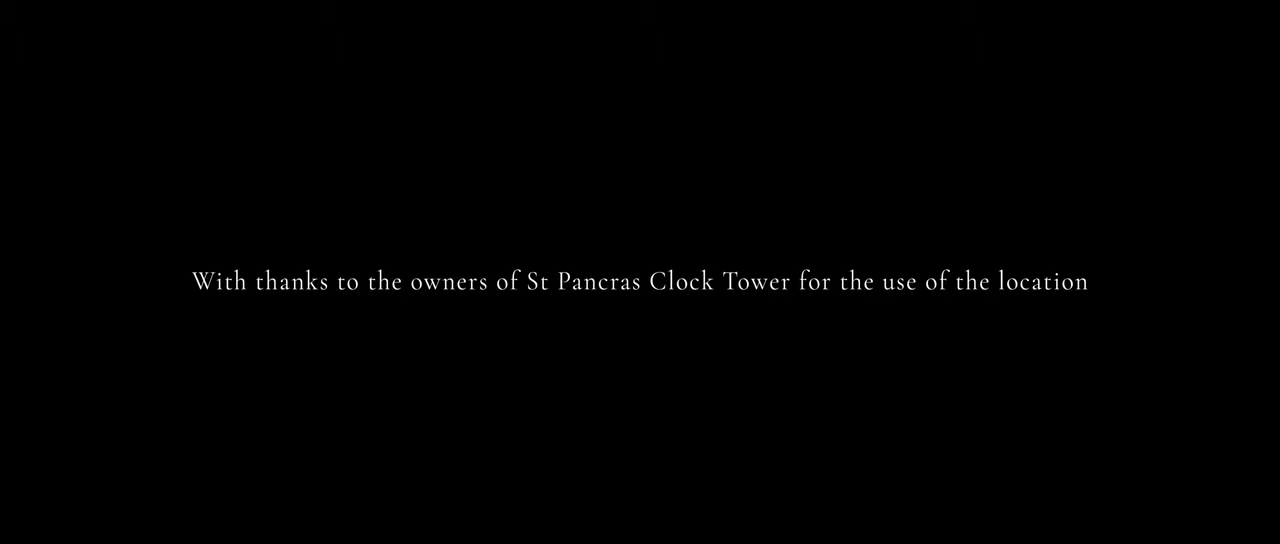 With thanks to the owners of St Pancras Clock Tower for the use of the location